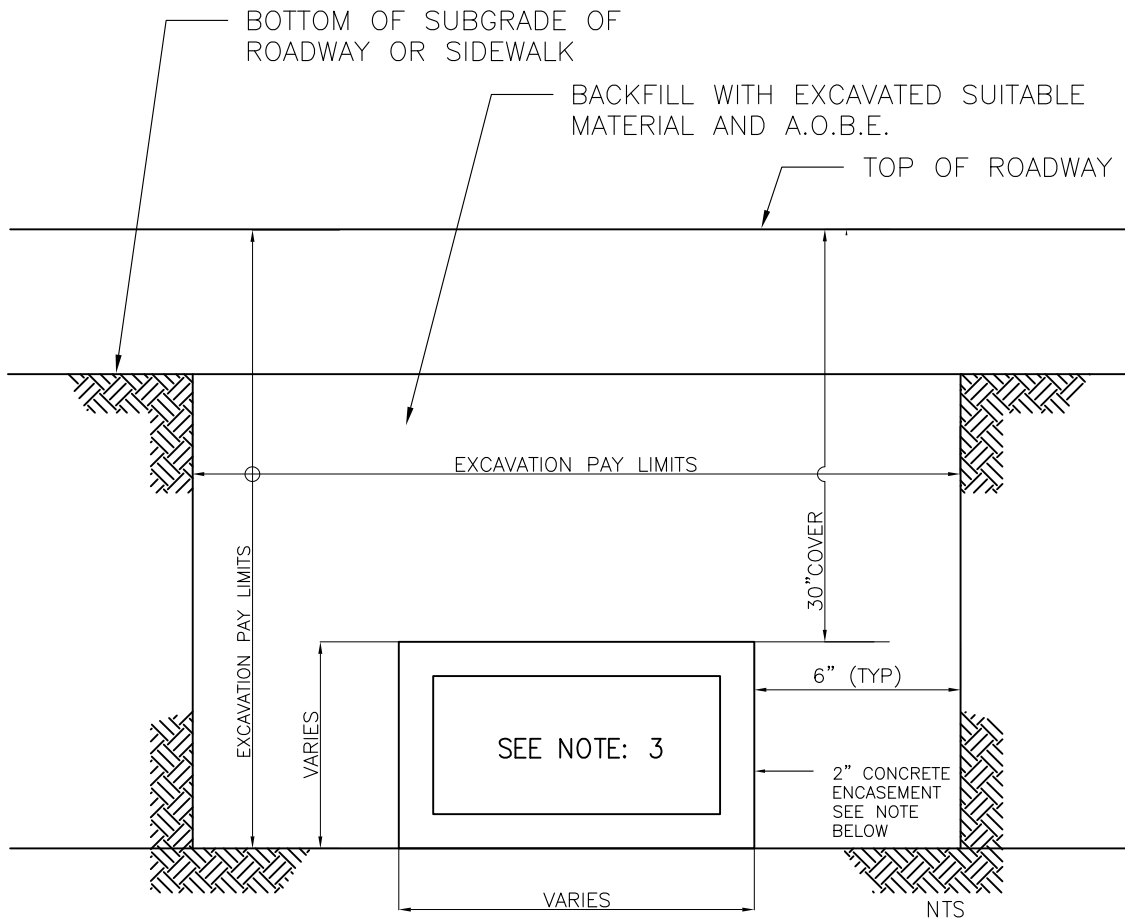 BOTTOM OF SUBGRADE OF
ROADWAY OR SIDEWALK
BACKFILL WITH EXCAVATED SUITABLE
MATERIAL AND A.O.B.E.
TOP OF ROADWAY
EXCAVATION PAY LIMITS
EXCAVATION PAY LIMITS
30"COVER
VARIES
6" (TYP)
SEE NOTE: 3
2" CONCRETE
ENCASEMENT
SEE NOTE
BELOW
VARIES
NTS